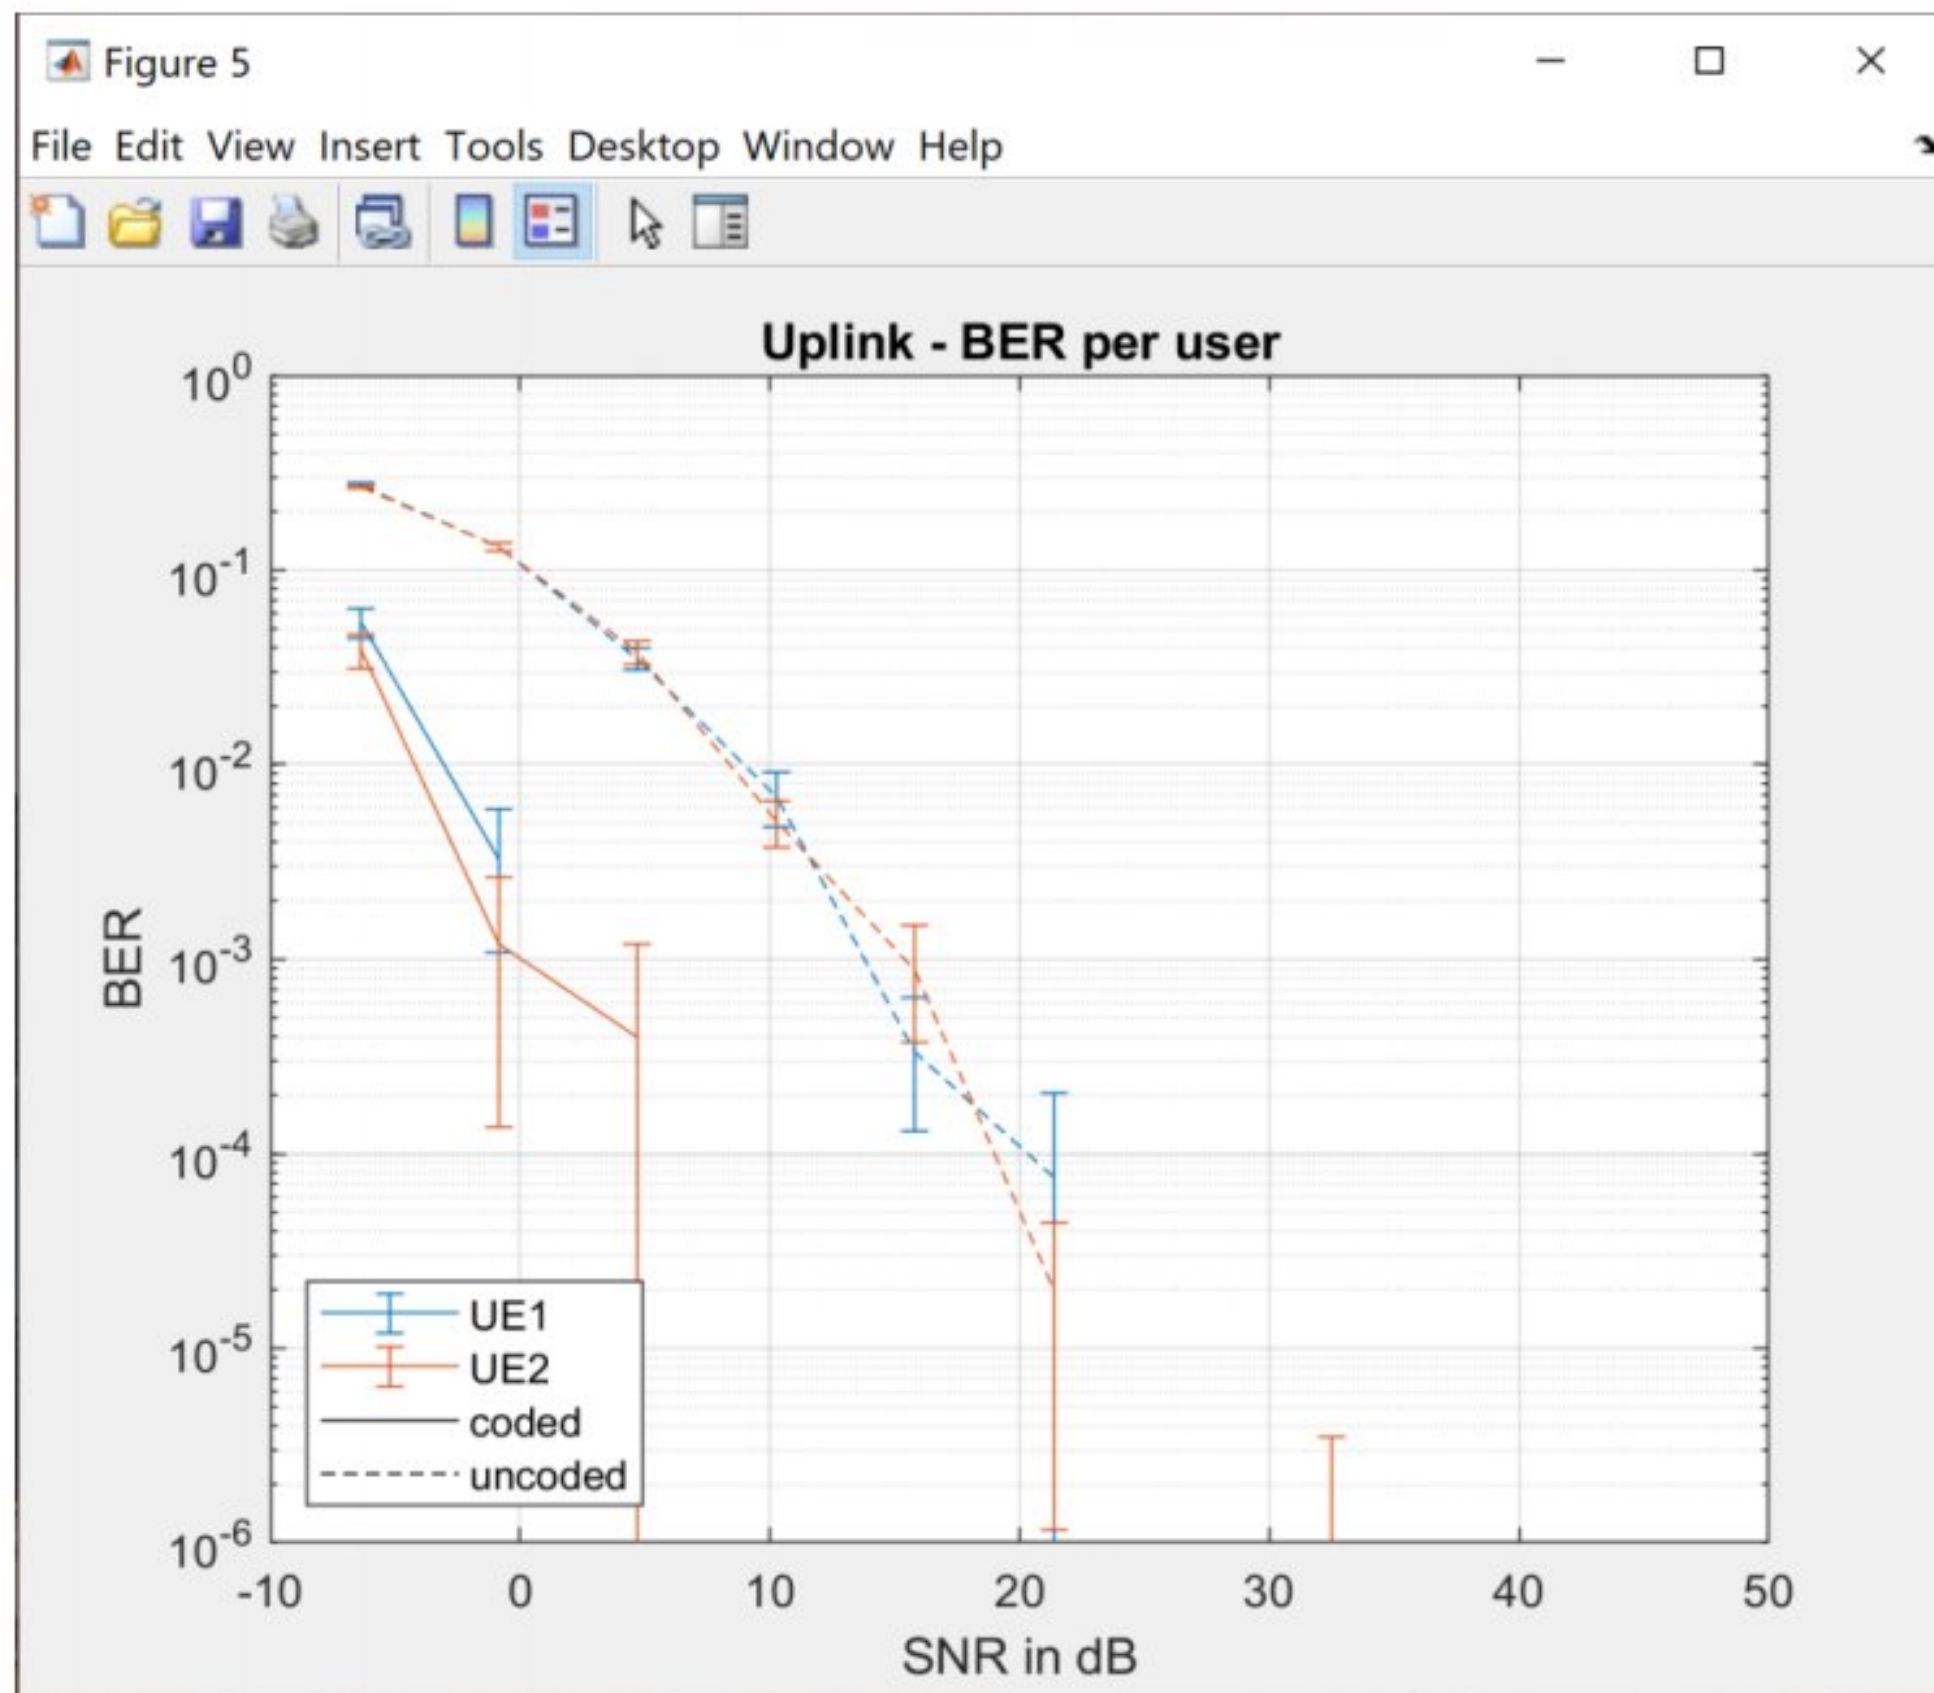 Figure 5
File Edit View Insert Tools Desktop Window Help
Uplink - BER per user
10^0
10^-1
10^-2
10^-3
10^-4
10^-5
10^-6
BER
UE1
UE2
coded
uncoded
-10 0 10 20 30 40 50
SNR in dB